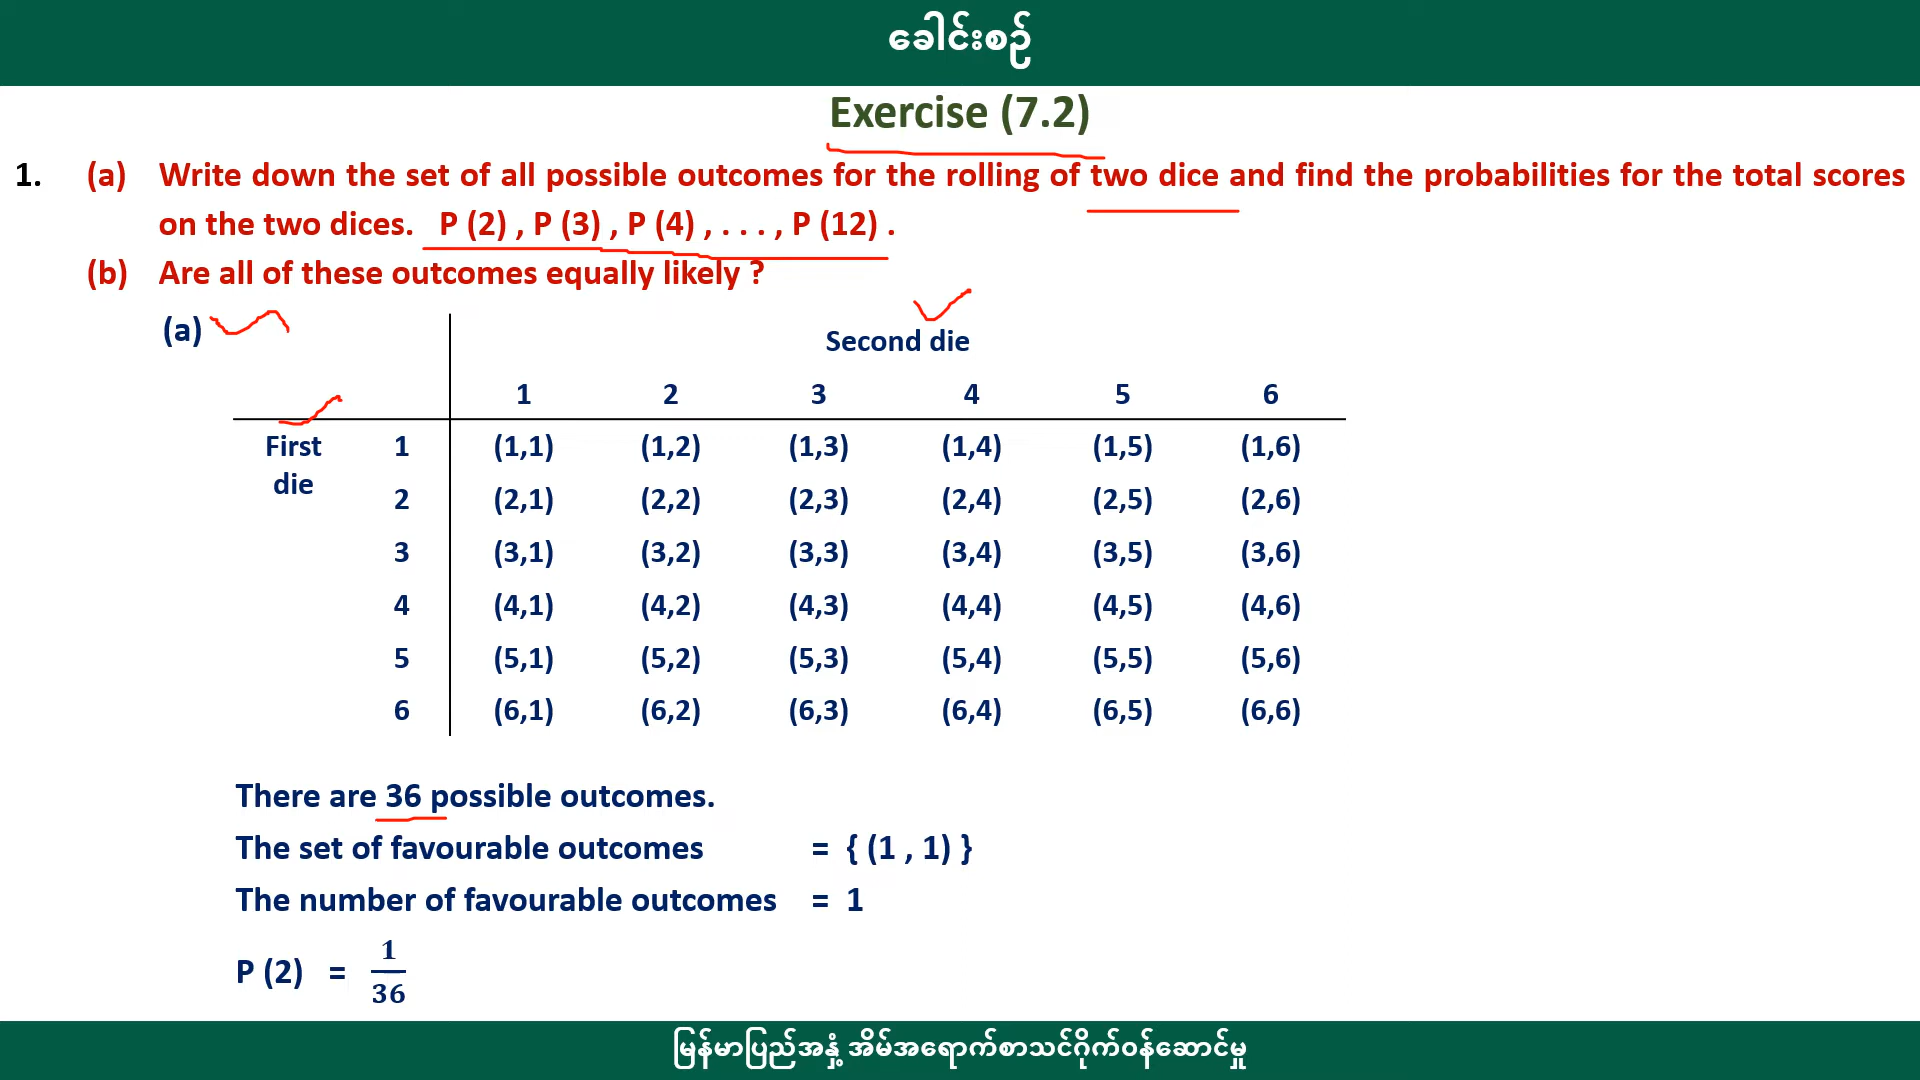 ခေါင်းစဉ်
Exercise (7.2)
1. (a) Write down the set of all possible outcomes for the rolling of two dice and find the probabilities for the total scores
on the two dices. P (2) , P (3) , P (4) , . . . , P (12) .
(b) Are all of these outcomes equally likely ?
(a)
Second die
1 2 3 4 5 6
First 1 (1,1) (1,2) (1,3) (1,4) (1,5) (1,6)
die
2 (2,1) (2,2) (2,3) (2,4) (2,5) (2,6)
3 (3,1) (3,2) (3,3) (3,4) (3,5) (3,6)
4 (4,1) (4,2) (4,3) (4,4) (4,5) (4,6)
5 (5,1) (5,2) (5,3) (5,4) (5,5) (5,6)
6 (6,1) (6,2) (6,3) (6,4) (6,5) (6,6)
There are 36 possible outcomes.
The set of favourable outcomes = { (1 , 1) }
The number of favourable outcomes = 1
P (2) = 1/36
မြန်မာပြည်အနှံ့ အိမ်အရောက်စာသင်ဂိုက်ဝန်ဆောင်မှု